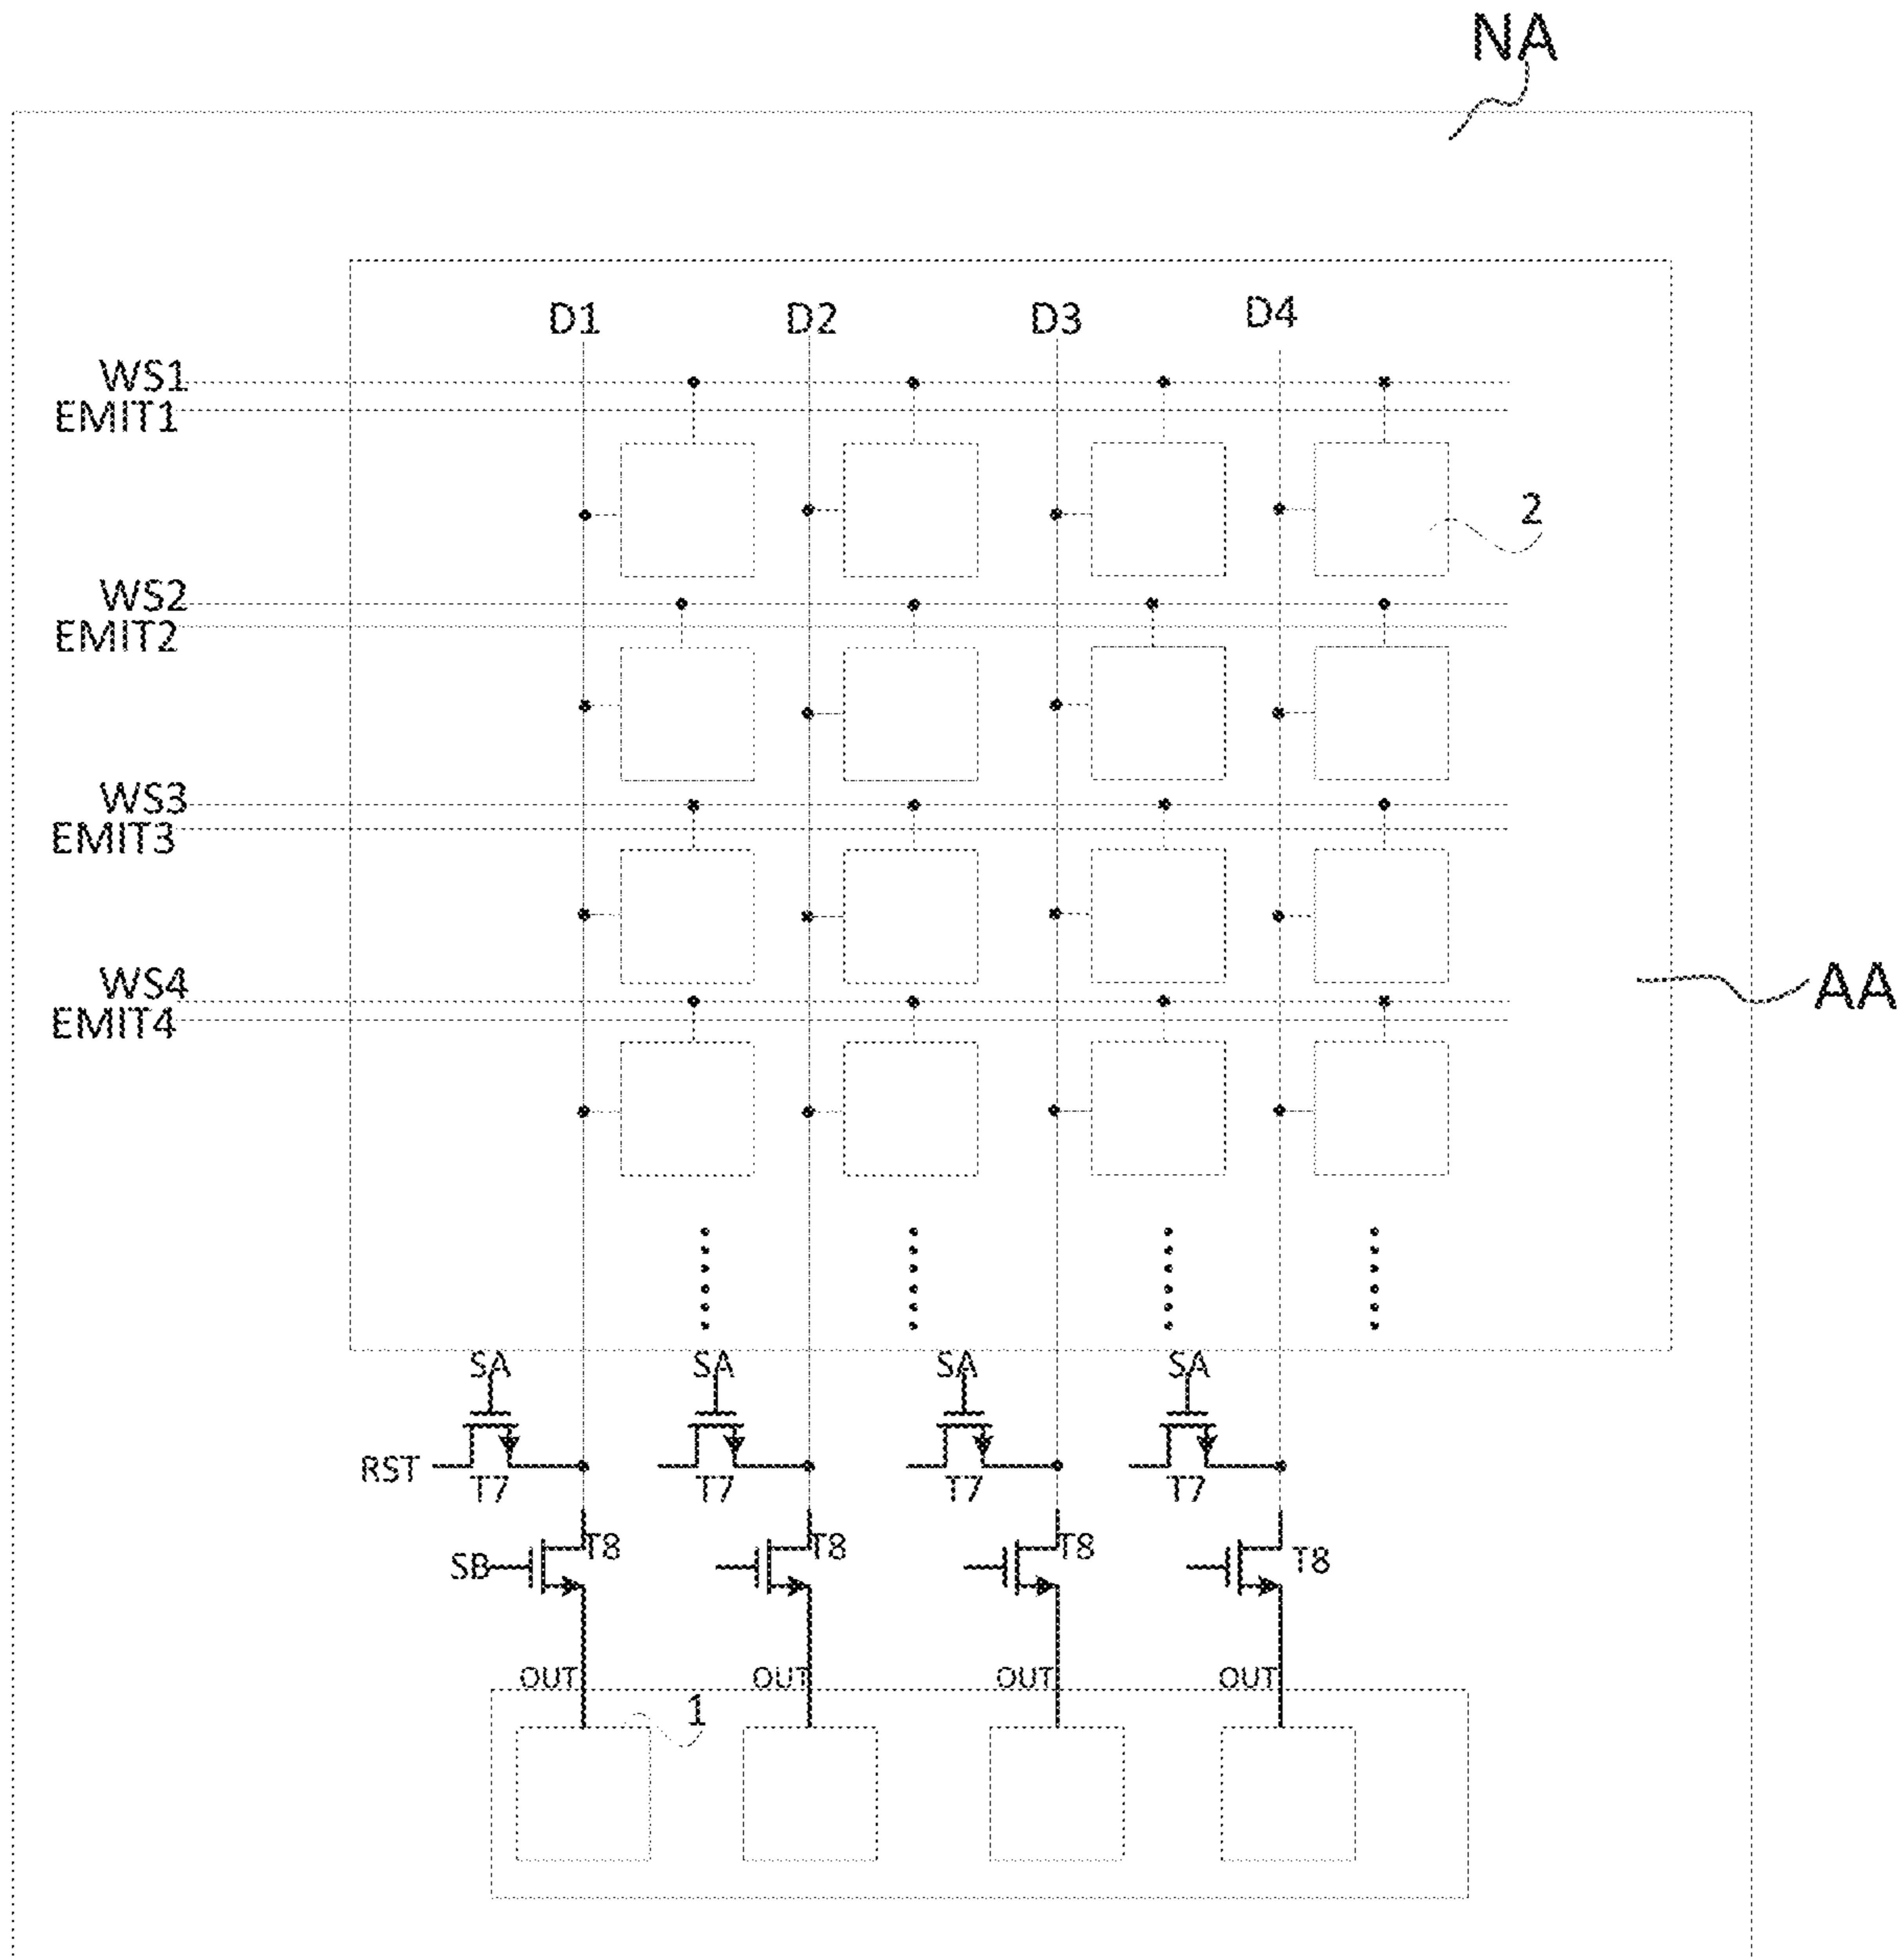 NA
D1 D2 D3 D4
WS1
EMIT1
2
WS2
EMIT2
WS3
EMIT3
WS4
EMIT4
AA
SA SA SA SA
RST T7 T7 T7 T7
SB T8 T8 T8 T8
OUT OUT OUT OUT
1